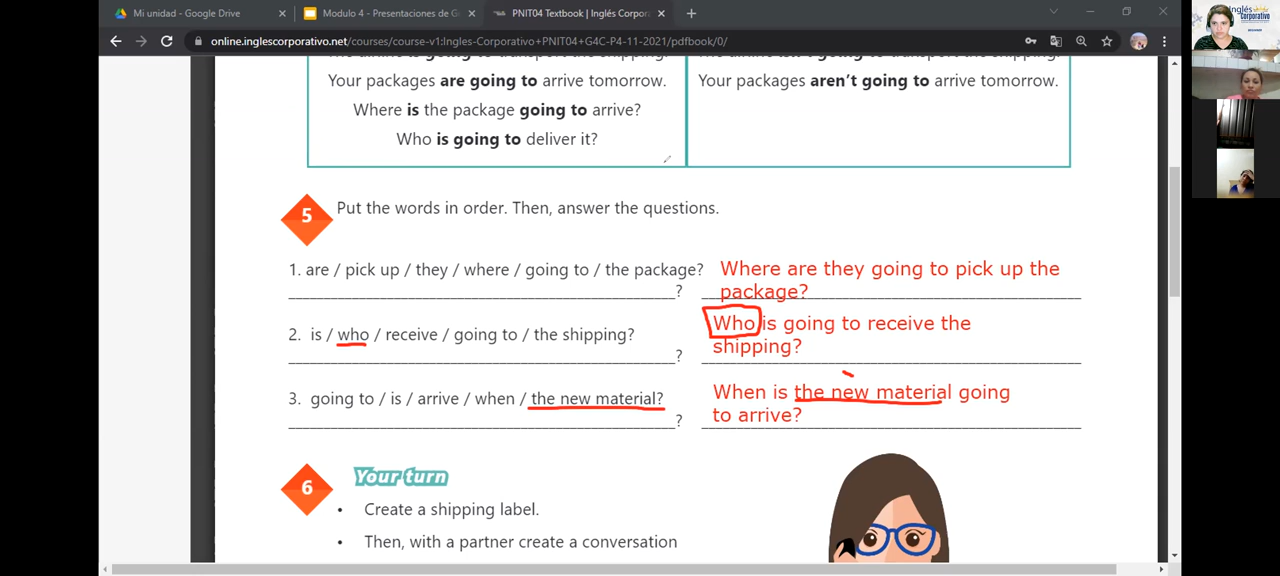 Mi unidad - Google Drive
Modulo 4 - Presentaciones de G
PNIT04 Textbook | Inglés Corpor
online.inglescorporativo.net/courses/course-v1:Ingles-Corporativo+PNIT04+G4C-P4-11-2021/pdfbook/0/
Inglés
Corporativo
Your packages are going to arrive tomorrow.
Your packages aren't going to arrive tomorrow.
Where is the package going to arrive?
Who is going to deliver it?
5
Put the words in order. Then, answer the questions.
1. are / pick up / they / where / going to / the package?
Where are they going to pick up the
package?
?
2. is / who / receive / going to / the shipping?
Who is going to receive the
shipping?
?
3. going to / is / arrive / when / the new material?
When is the new material going
to arrive?
?
6
Your turn
• Create a shipping label.
• Then, with a partner create a conversation